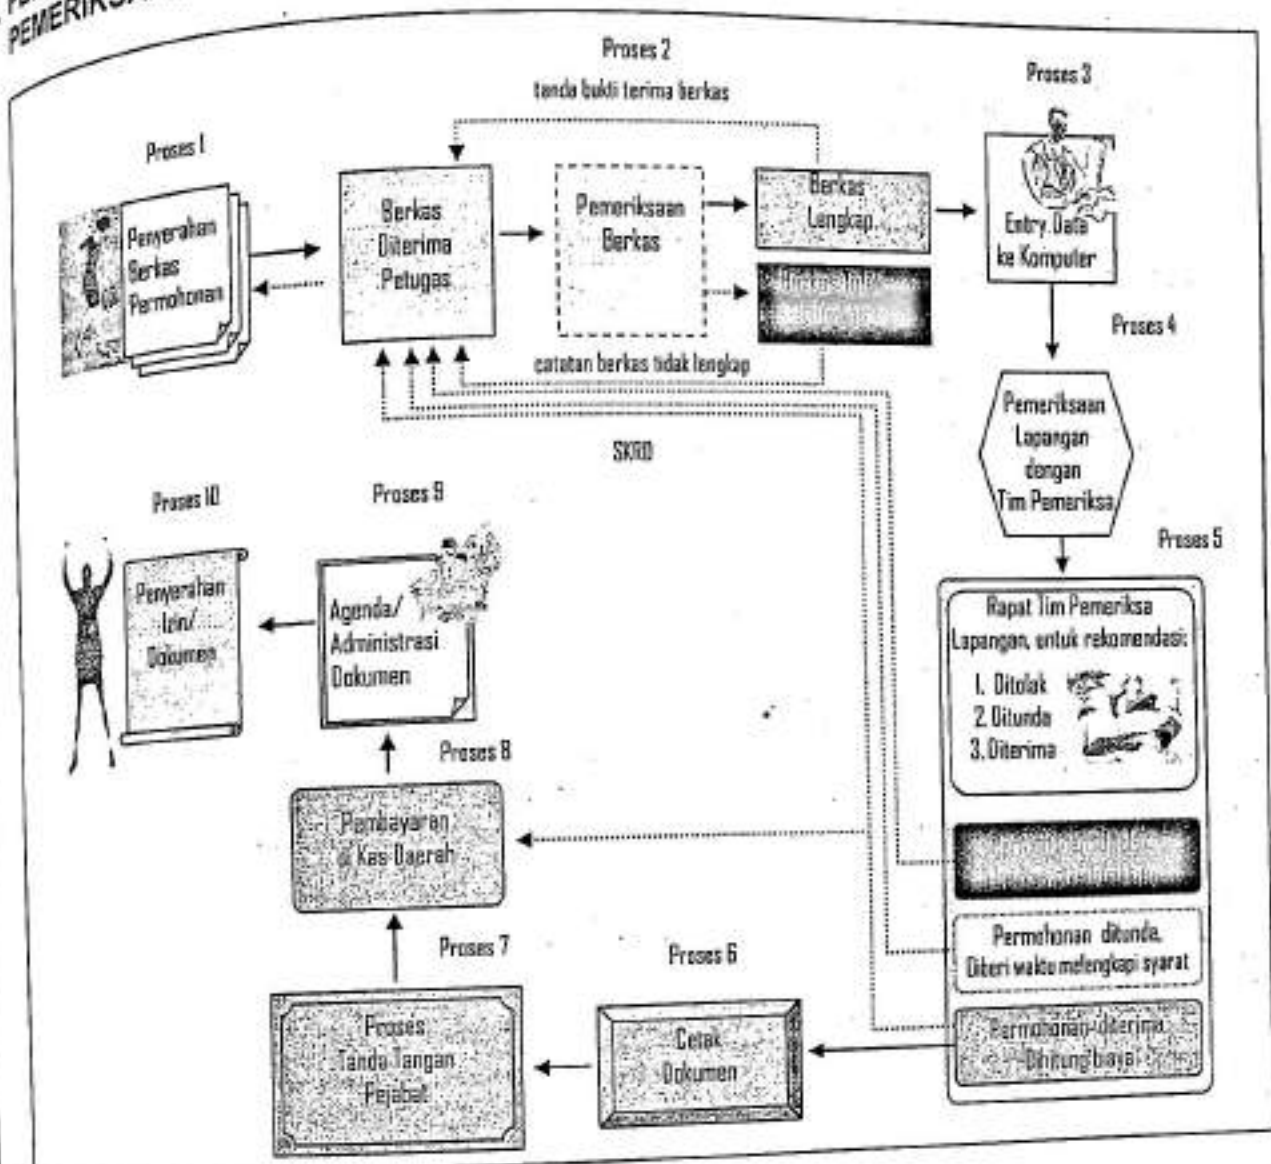 PEMERIKSA
Proses 1
Penyerahan
Berkas
Permohonan
Proses 2
tanda bukti terima berkas
Berkas
Diterima
Petugas
Pemeriksaan
Berkas
Berkas
Lengkap
catatan berkas tidak lengkap
SKRD
Proses 3
Entry Data
ke Komputer
Proses 4
Pemeriksaan
Lapangan
dengan
Tim Pemeriksa
Proses 5
Rapat Tim Pemeriksa
Lapangan, untuk rekomendasi:
1. Ditolak
2. Ditunda
3. Diterima
Permohonan ditunda,
Diberi waktu melengkapi syarat
Permohonan diterima
Dihitung biaya
Proses 6
Cetak
Dokumen
Proses 7
Proses
Tanda Tangan
Pejabat
Proses 8
Pembayaran
di Kas Daerah
Proses 9
Agenda/
Administrasi
Dokumen
Proses 10
Penyerahan
Izin/
Dokumen